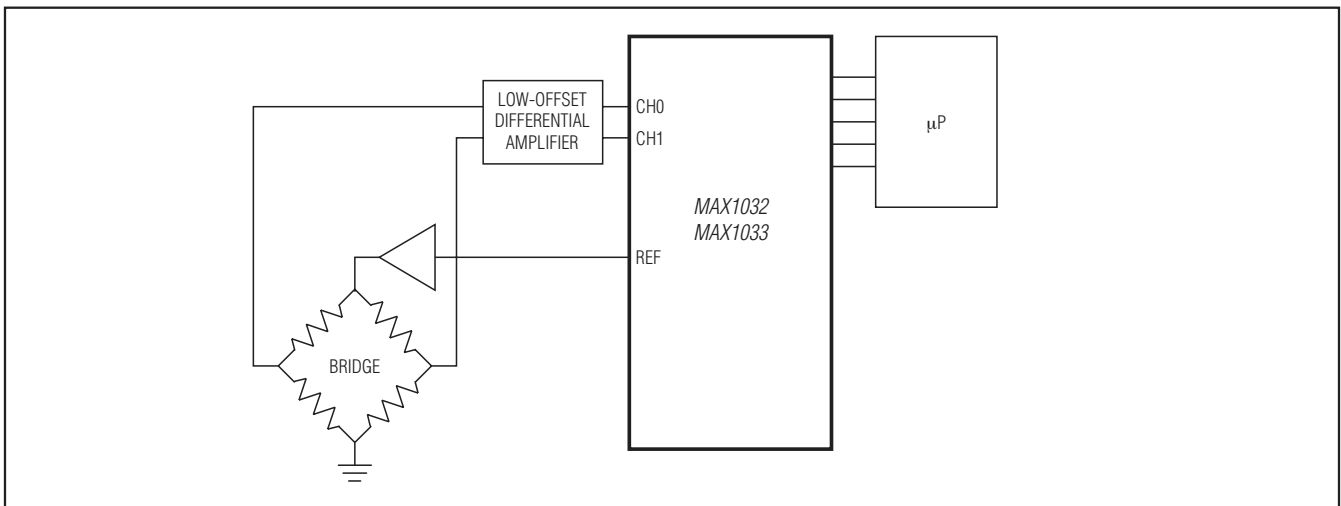 LOW-OFFSET
DIFFERENTIAL
AMPLIFIER
CH0
CH1
µP
MAX1032
MAX1033
REF
BRIDGE